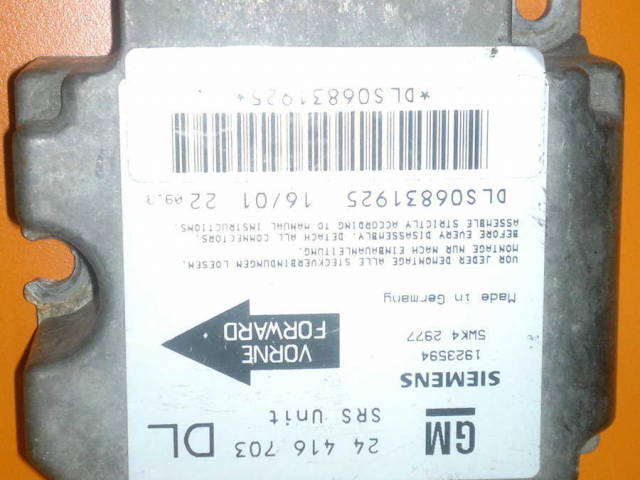 GM 24 416 703 DL
SRS Unit
SIEMENS
1923594
5WK4 2977
VORNE
FORWARD
Made in Germany
VOR JEDER DEMONTAGE ALLE STECKVERBINDUNGEN LOESEN.
MONTAGE NUR NACH EINBAUANLEITUNG.
BEFORE EVERY DISASSEMBLY, DETACH ALL CONNECTORS.
ASSEMBLE STRICTLY ACCORDING TO MANUAL INSTRUCTIONS.
DLS06831925 16/01 22 09.3
*DLS06831925*